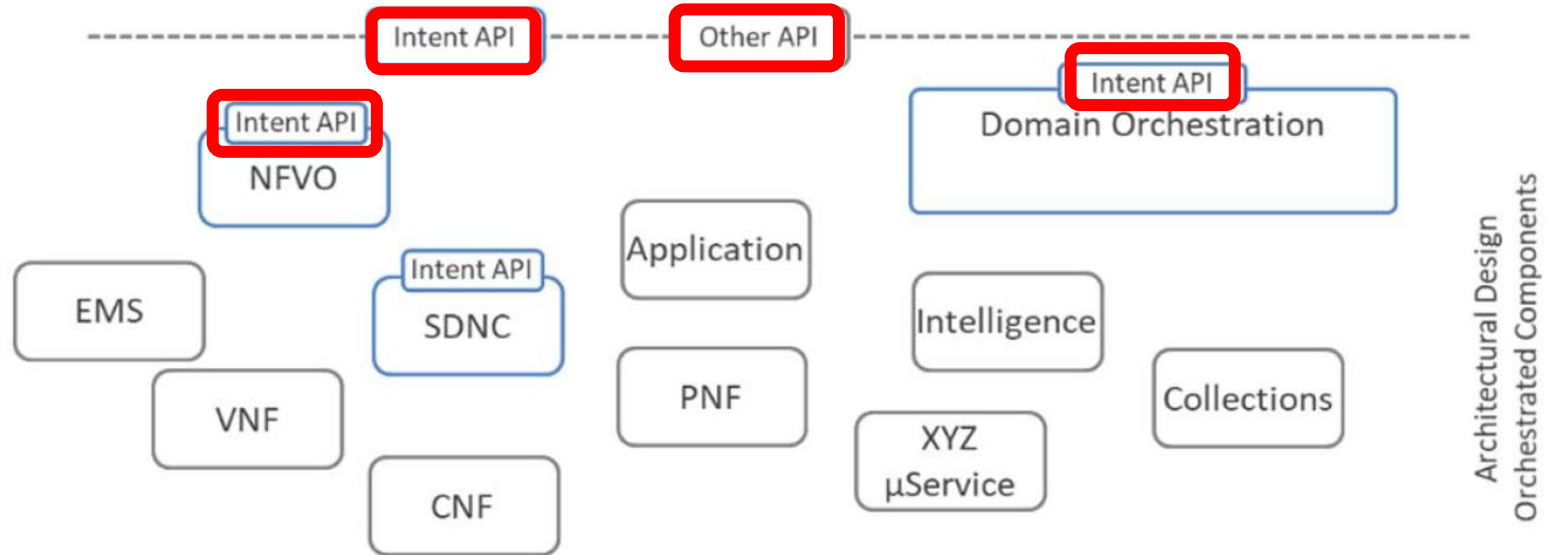 Intent API
Other API
Intent API
Domain Orchestration
Intent API
NFVO
Application
Intent API
SDNC
EMS
Intelligence
PNF
Collections
VNF
XYZ
µService
CNF
Architectural Design
Orchestrated Components